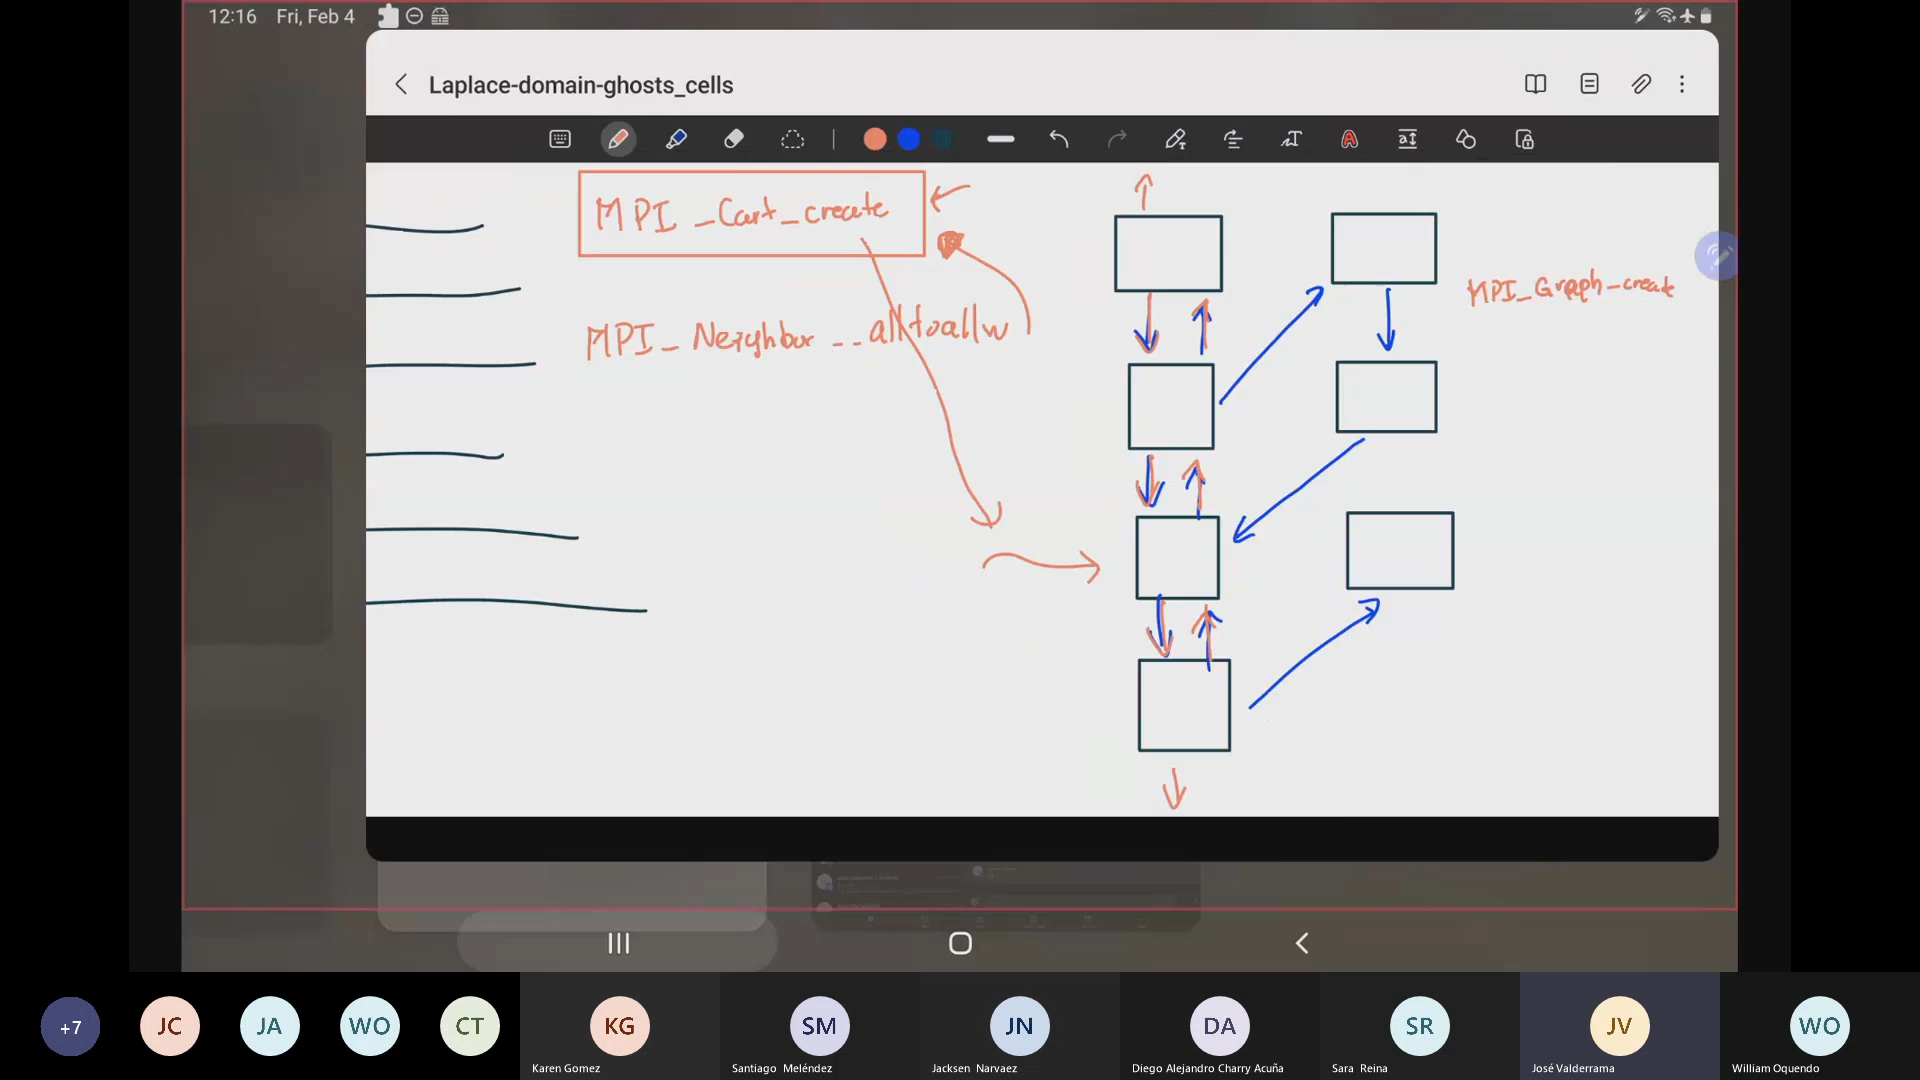 12:16 Fri, Feb 4
Laplace-domain-ghosts_cells
MPI_Cart_create
MPI_Graph_create
MPI_Neighbor__alltoallw
+7
JC
JA
WO
CT
KG
SM
JN
DA
SR
JV
WO
Karen Gomez
Santiago Meléndez
Jacksen Narvaez
Diego Alejandro Charry Acuña
Sara Reina
José Valderrama
William Oquendo